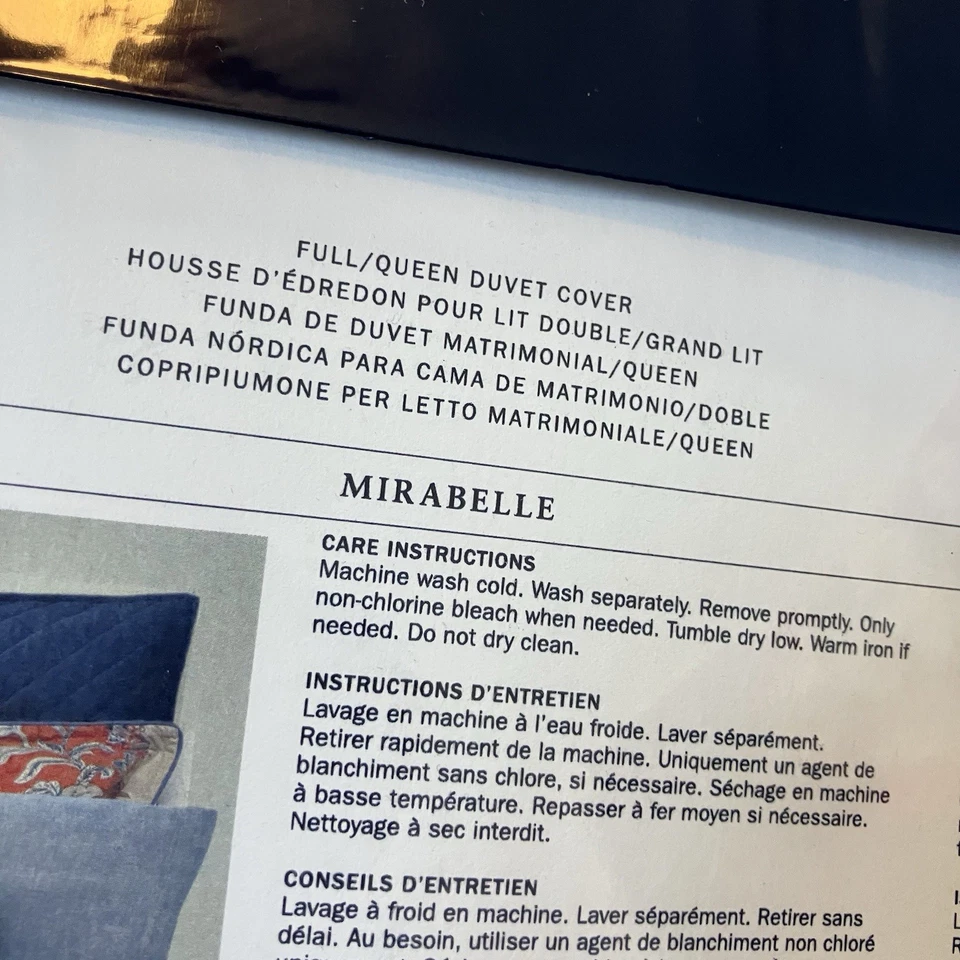 FULL/QUEEN DUVET COVER
HOUSSE D'ÉDREDON POUR LIT DOUBLE/GRAND LIT
FUNDA DE DUVET MATRIMONIAL/QUEEN
FUNDA NÓRDICA PARA CAMA DE MATRIMONIO/DOBLE
COPRIPIUMONE PER LETTO MATRIMONIALE/QUEEN
MIRABELLE
CARE INSTRUCTIONS
Machine wash cold. Wash separately. Remove promptly. Only
non-chlorine bleach when needed. Tumble dry low. Warm iron if
needed. Do not dry clean.
INSTRUCTIONS D'ENTRETIEN
Lavage en machine à l'eau froide. Laver séparément.
Retirer rapidement de la machine. Uniquement un agent de
blanchiment sans chlore, si nécessaire. Séchage en machine
à basse température. Repasser à fer moyen si nécessaire.
Nettoyage à sec interdit.
CONSEILS D'ENTRETIEN
Lavage à froid en machine. Laver séparément. Retirer sans
délai. Au besoin, utiliser un agent de blanchiment non chloré